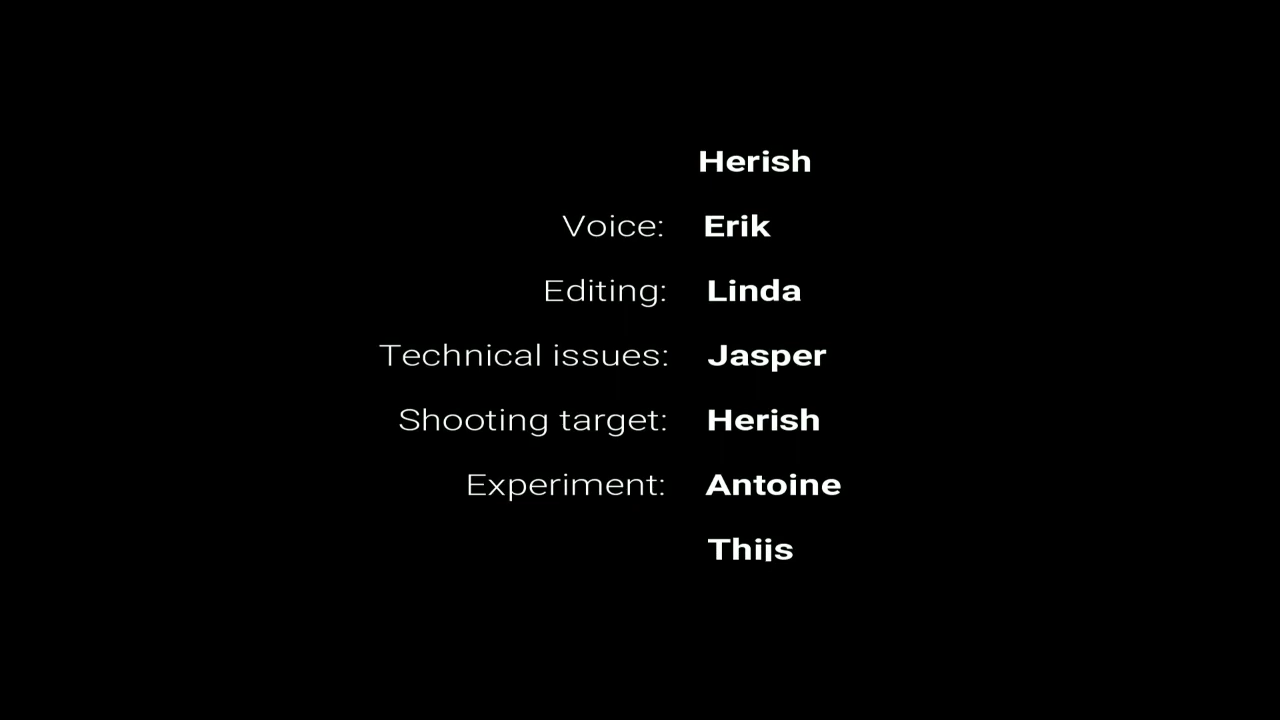 Herish
Voice: Erik
Editing: Linda
Technical issues: Jasper
Shooting target: Herish
Experiment: Antoine
Thijs